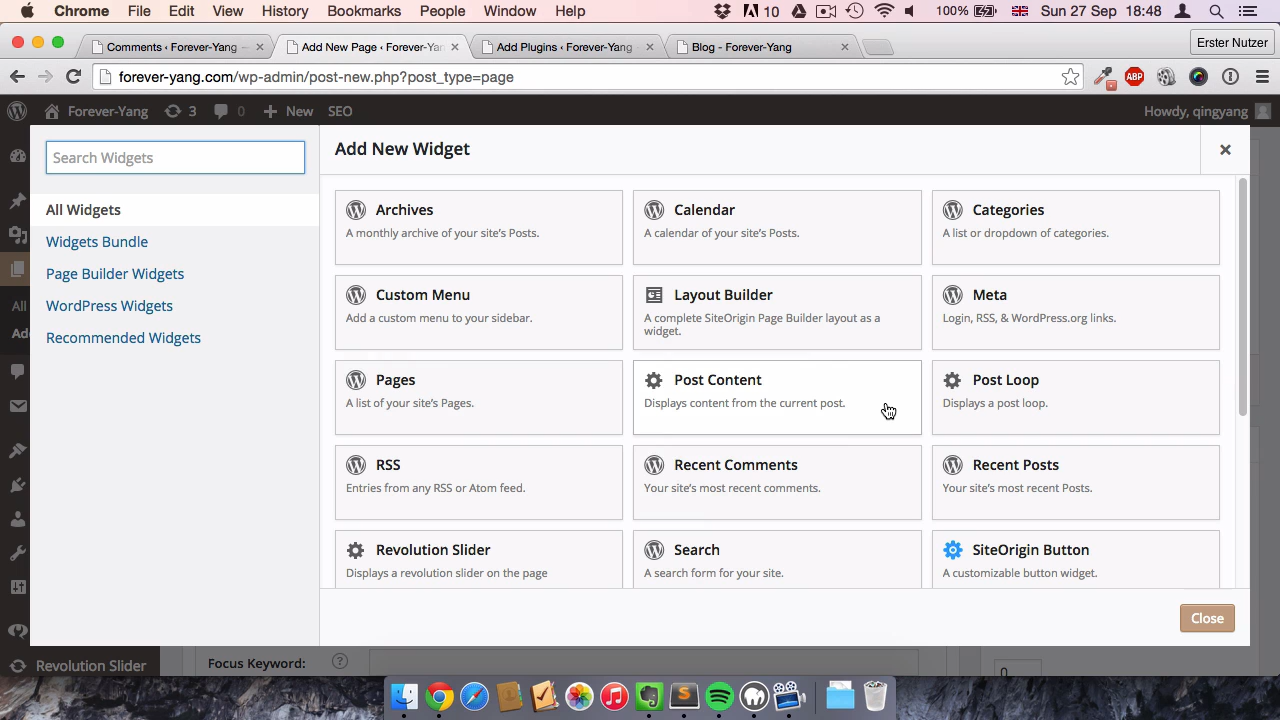 Chrome File Edit View History Bookmarks People Window Help 10 100% Sun 27 Sep 18:48
Comments ‹ Forever-Yang — Add New Page ‹ Forever-Yan Add Plugins ‹ Forever-Yang Blog - Forever-Yang Erster Nutzer
forever-yang.com/wp-admin/post-new.php?post_type=page ABP
Forever-Yang 3 0 New SEO Howdy, qingyang
Search Widgets
All Widgets
Widgets Bundle
Page Builder Widgets
WordPress Widgets
Recommended Widgets
All
Add
Revolution Slider
Add New Widget
Archives
A monthly archive of your site's Posts.
Calendar
A calendar of your site's Posts.
Categories
A list or dropdown of categories.
Custom Menu
Add a custom menu to your sidebar.
Layout Builder
A complete SiteOrigin Page Builder layout as a
widget.
Meta
Login, RSS, & WordPress.org links.
Pages
A list of your site's Pages.
Post Content
Displays content from the current post.
Post Loop
Displays a post loop.
RSS
Entries from any RSS or Atom feed.
Recent Comments
Your site's most recent comments.
Recent Posts
Your site's most recent Posts.
Revolution Slider
Displays a revolution slider on the page
Search
A search form for your site.
SiteOrigin Button
A customizable button widget.
Close
Focus Keyword: ?
0